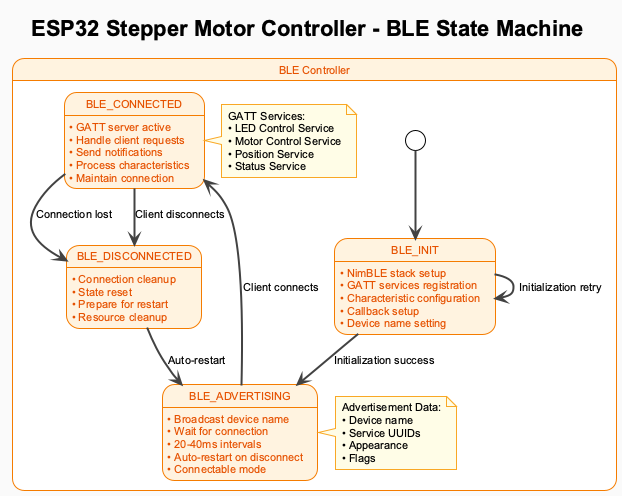 ESP32 Stepper Motor Controller - BLE State Machine
BLE Controller
BLE_CONNECTED
• GATT server active
• Handle client requests
• Send notifications
• Process characteristics
• Maintain connection
GATT Services:
• LED Control Service
• Motor Control Service
• Position Service
• Status Service
Connection lost
Client disconnects
BLE_DISCONNECTED
• Connection cleanup
• State reset
• Prepare for restart
• Resource cleanup
BLE_INIT
• NimBLE stack setup
• GATT services registration
• Characteristic configuration
• Callback setup
• Device name setting
Client connects
Initialization retry
Auto-restart
Initialization success
BLE_ADVERTISING
• Broadcast device name
• Wait for connection
• 20-40ms intervals
• Auto-restart on disconnect
• Connectable mode
Advertisement Data:
• Device name
• Service UUIDs
• Appearance
• Flags